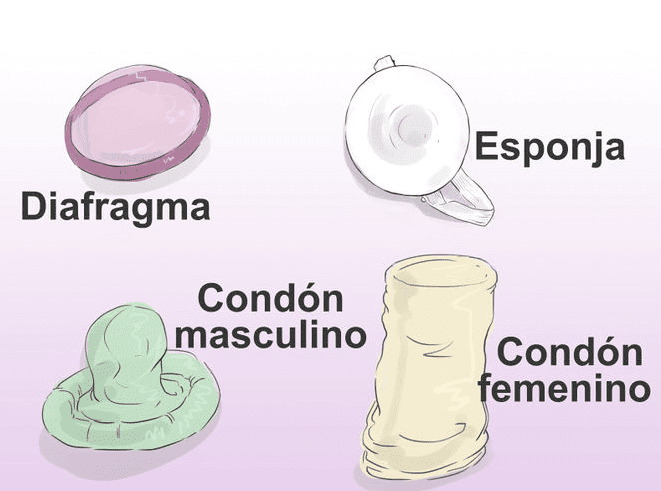 Esponja
Diafragma
Condón
masculino
Condón
femenino